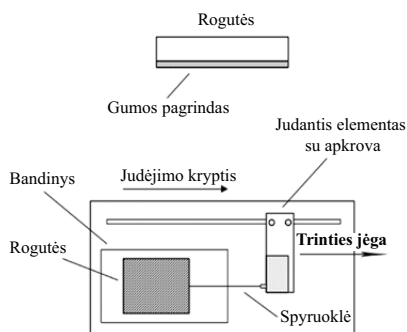 Rogutės
Gumos pagrindas
Judantis elementas
su apkrova
Judėjimo kryptis
Bandinys
Trinties jėga
Rogutės
Spyruoklė